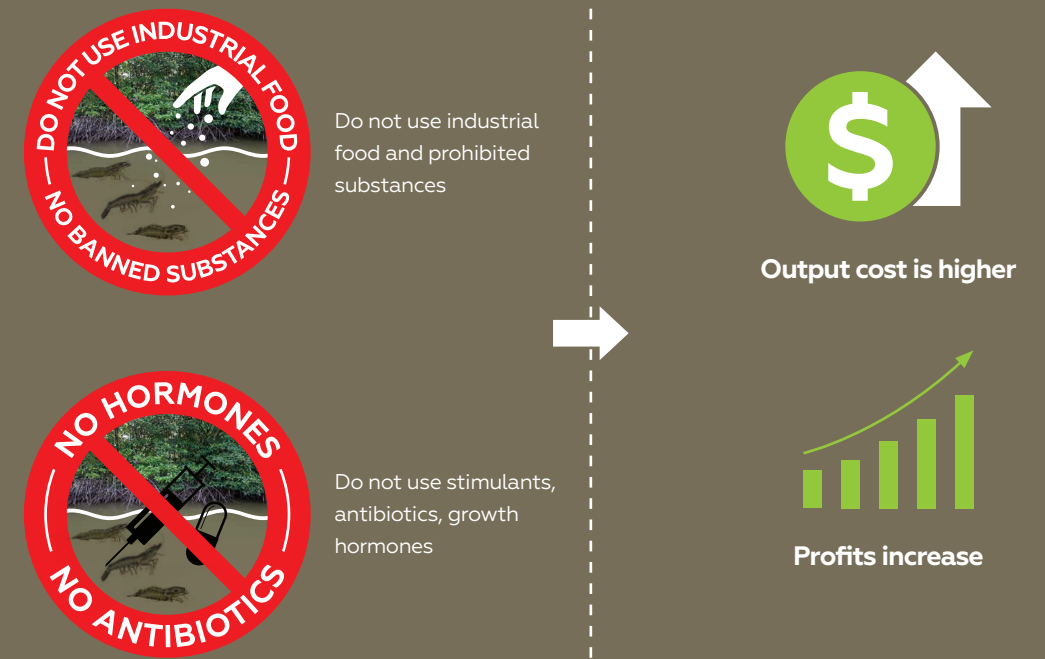 DO NOT USE INDUSTRIAL FOOD
NO BANNED SUBSTANCES
Do not use industrial
food and prohibited
substances
NO HORMONES
NO ANTIBIOTICS
Do not use stimulants,
antibiotics, growth
hormones
$
Output cost is higher
Profits increase